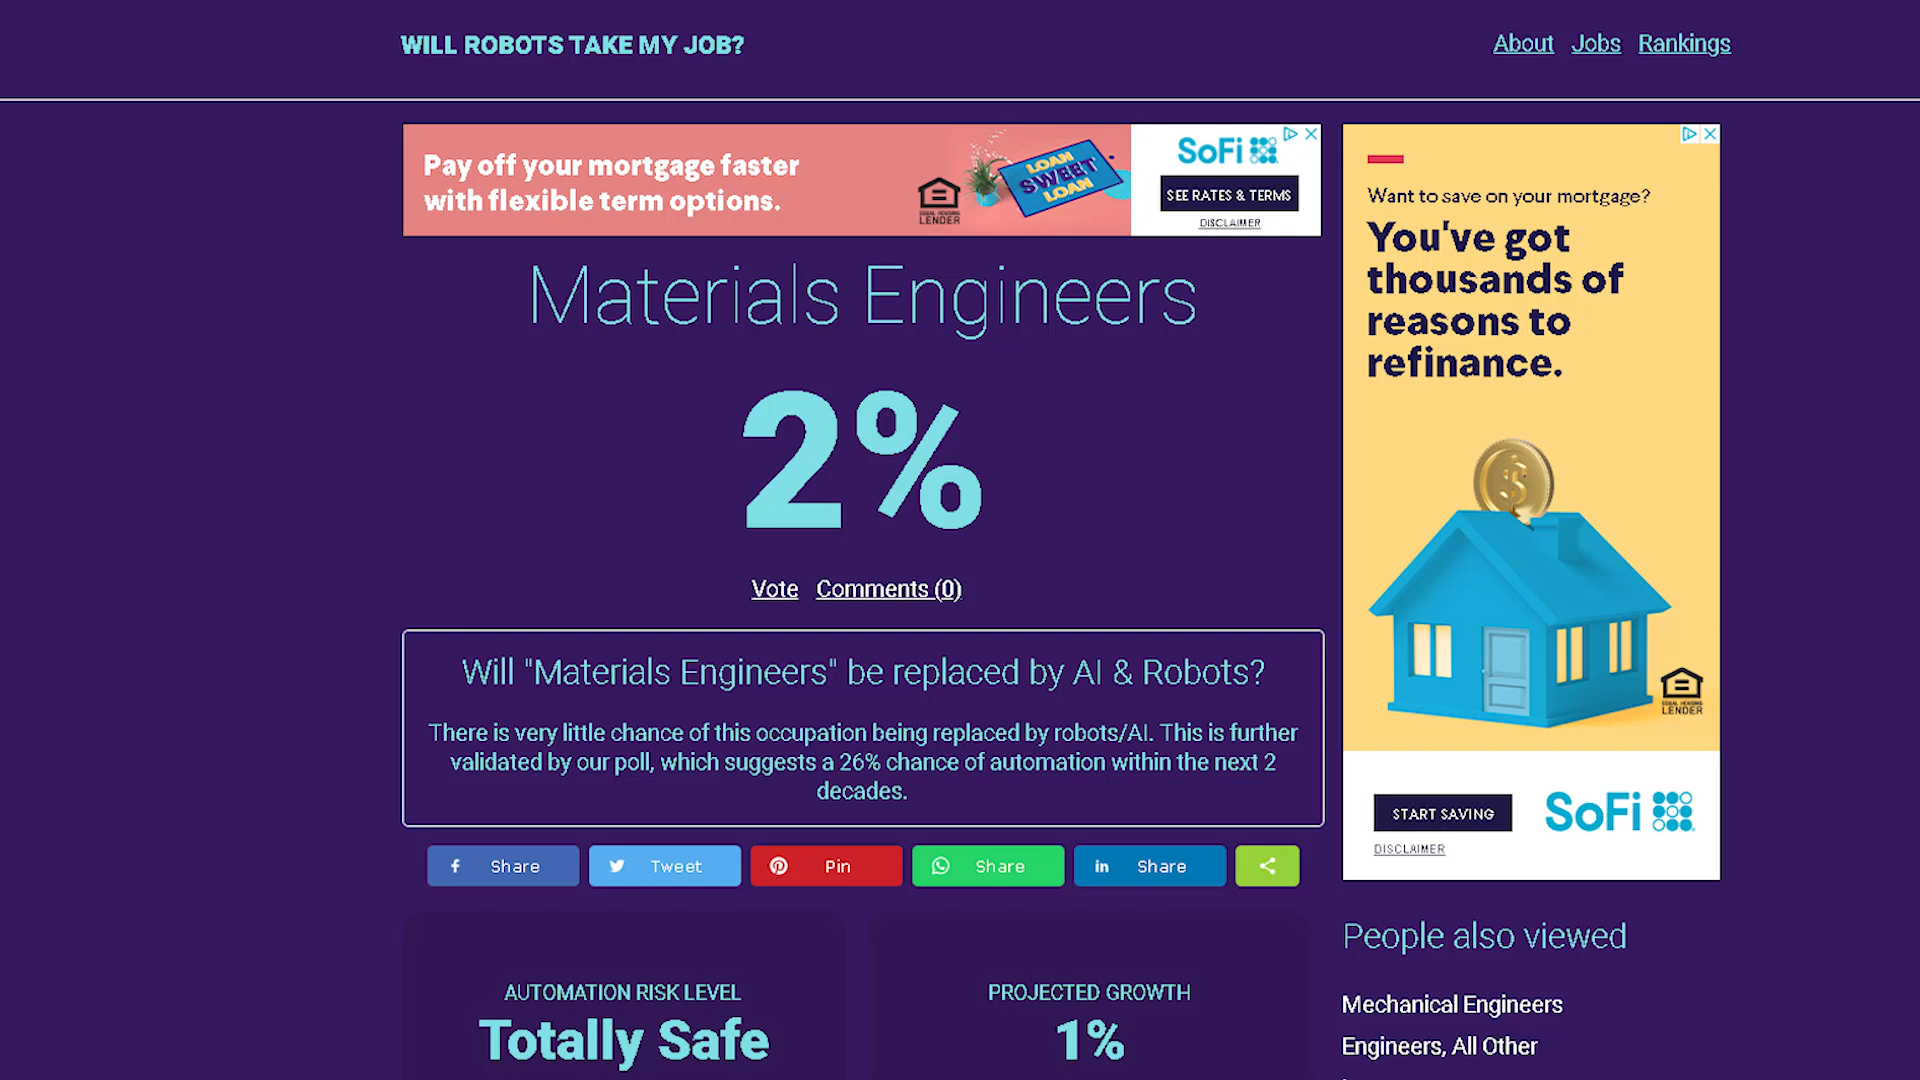 WILL ROBOTS TAKE MY JOB?
About Jobs Rankings
Pay off your mortgage faster
with flexible term options.
EQUAL HOUSING
LENDER
LOAN
SWEET
LOAN
SoFi
SEE RATES & TERMS
DISCLAIMER
Want to save on your mortgage?
You've got
thousands of
reasons to
refinance.
$
EQUAL HOUSING
LENDER
START SAVING
SoFi
DISCLAIMER
Materials Engineers
2%
Vote Comments (0)
Will "Materials Engineers" be replaced by AI & Robots?
There is very little chance of this occupation being replaced by robots/AI. This is further
validated by our poll, which suggests a 26% chance of automation within the next 2
decades.
Share Tweet Pin Share Share
AUTOMATION RISK LEVEL
Totally Safe
PROJECTED GROWTH
1%
People also viewed
Mechanical Engineers
Engineers, All Other